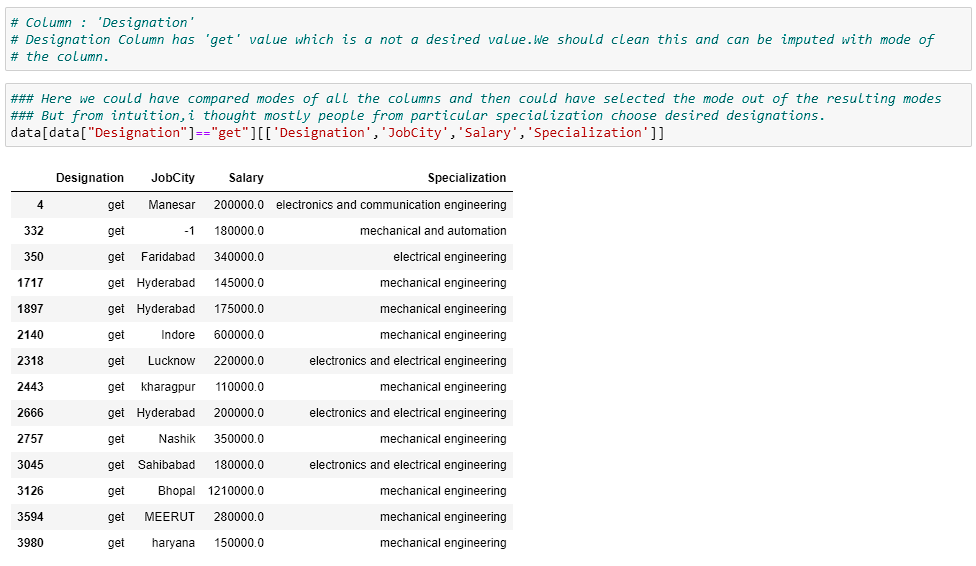 # Column : 'Designation'
# Designation Column has 'get' value which is a not a desired value.We should clean this and can be imputed with mode of
# the column.
### Here we could have compared modes of all the columns and then could have selected the mode out of the resulting modes
### But from intuition,i thought mostly people from particular specialization choose desired designations.
data[data["Designation"]=="get"][['Designation','JobCity','Salary','Specialization']]
Designation JobCity Salary Specialization
4 get Manesar 200000.0 electronics and communication engineering
332 get -1 180000.0 mechanical and automation
350 get Faridabad 340000.0 electrical engineering
1717 get Hyderabad 145000.0 mechanical engineering
1897 get Hyderabad 175000.0 mechanical engineering
2140 get Indore 600000.0 mechanical engineering
2318 get Lucknow 220000.0 electronics and electrical engineering
2443 get kharagpur 110000.0 mechanical engineering
2666 get Hyderabad 200000.0 electronics and electrical engineering
2757 get Nashik 350000.0 mechanical engineering
3045 get Sahibabad 180000.0 electronics and electrical engineering
3126 get Bhopal 1210000.0 mechanical engineering
3594 get MEERUT 280000.0 mechanical engineering
3980 get haryana 150000.0 mechanical engineering